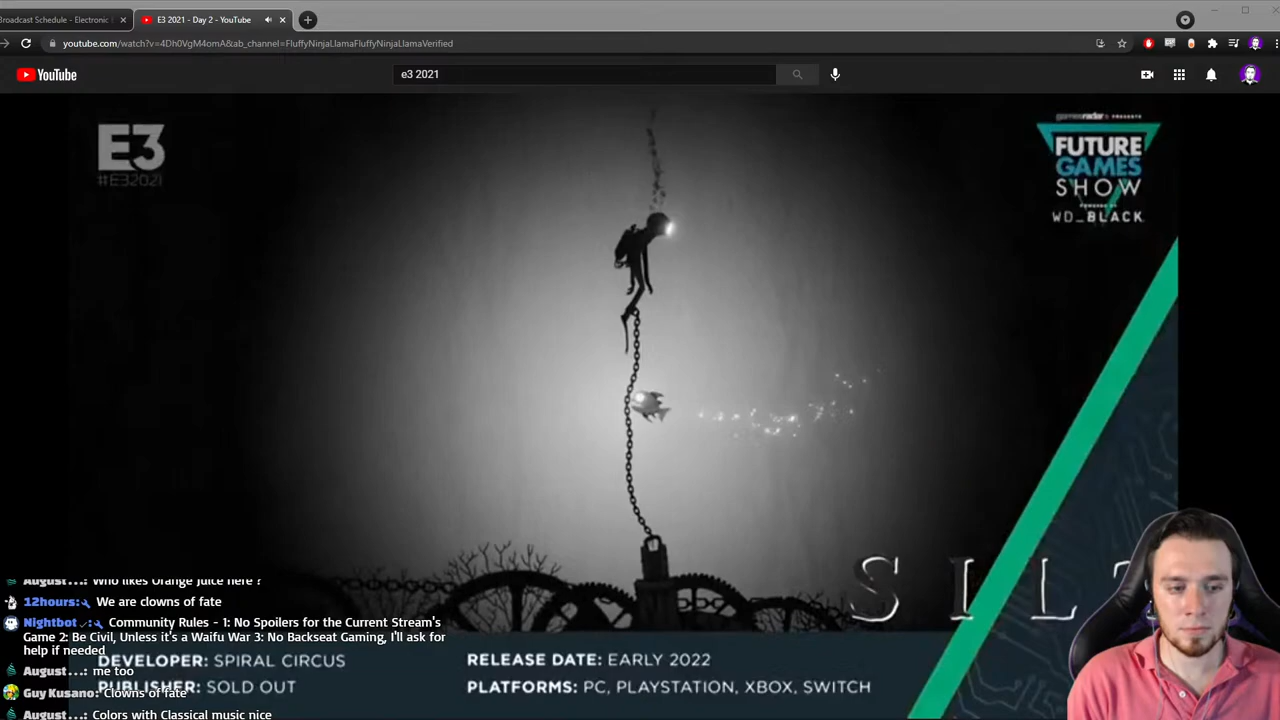 Broadcast Schedule - Electronic
E3 2021 - Day 2 - YouTube
youtube.com/watch?v=4Dh0VgM4omA&ab_channel=FluffyNinjaLlamaFluffyNinjaLlamaVerified
YouTube
e3 2021
E3
#E32021
gamesradar+ PRESENTS
FUTURE
GAMES
SHOW
POWERED BY
WD_BLACK
SILT
August...: Who likes Orange Juice here ?
12hours: We are clowns of fate
Nightbot: Community Rules - 1: No Spoilers for the Current Stream's
Game 2: Be Civil, Unless it's a Waifu War 3: No Backseat Gaming, I'll ask for
help if needed
August...: me too
Guy Kusano: Clowns of fate
August...: Colors with Classical music nice
DEVELOPER: SPIRAL CIRCUS
PUBLISHER: SOLD OUT
RELEASE DATE: EARLY 2022
PLATFORMS: PC, PLAYSTATION, XBOX, SWITCH